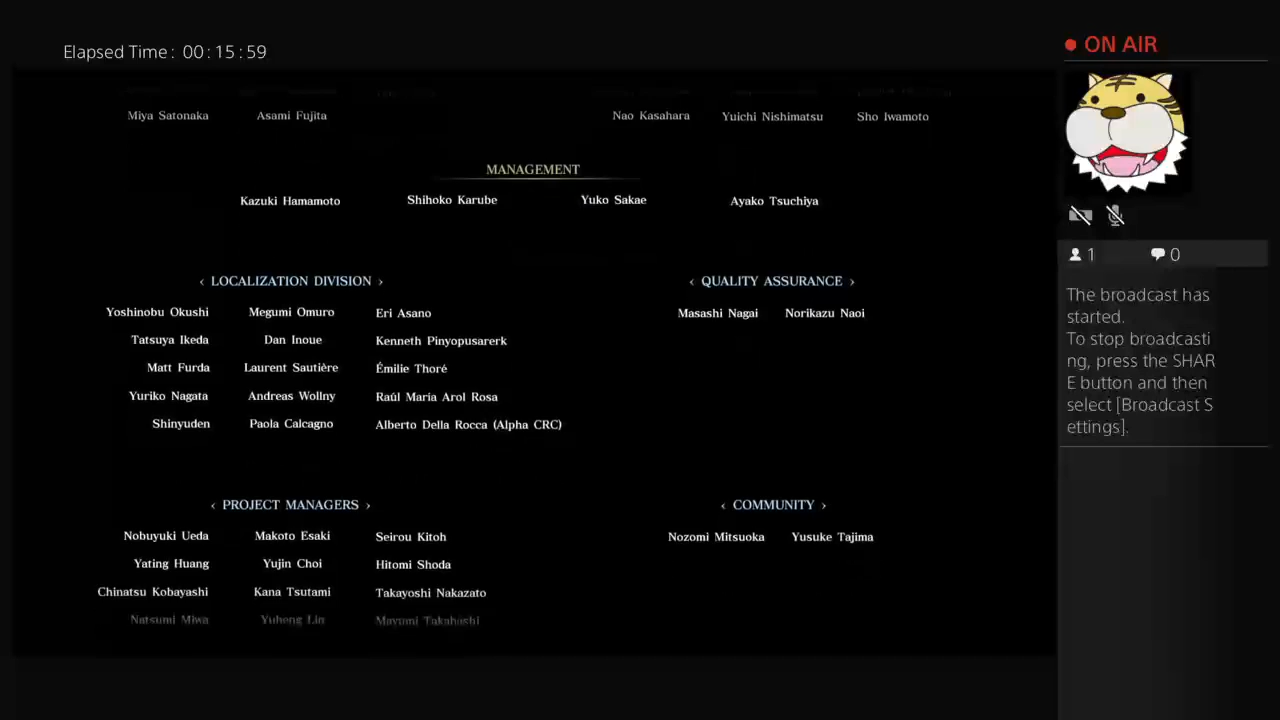 Elapsed Time: 00:15:59
ON AIR
Miya Satonaka Asami Fujita Nao Kasahara Yuichi Nishimatsu Sho Iwamoto
MANAGEMENT
Kazuki Hamamoto Shihoko Karube Yuko Sakae Ayako Tsuchiya
‹ LOCALIZATION DIVISION › ‹ QUALITY ASSURANCE ›
Yoshinobu Okushi Megumi Omuro Eri Asano Masashi Nagai Norikazu Naoi
Tatsuya Ikeda Dan Inoue Kenneth Pinyopusarerk
Matt Furda Laurent Sautière Émilie Thoré
Yuriko Nagata Andreas Wollny Raúl María Arol Rosa
Shinyuden Paola Calcagno Alberto Della Rocca (Alpha CRC)
‹ PROJECT MANAGERS › ‹ COMMUNITY ›
Nobuyuki Ueda Makoto Esaki Seirou Kitoh Nozomi Mitsuoka Yusuke Tajima
Yating Huang Yujin Choi Hitomi Shoda
Chinatsu Kobayashi Kana Tsutami Takayoshi Nakazato
Natsumi Miwa Yuheng Lin Mayumi Takahashi
1 0
The broadcast has
started.
To stop broadcasti
ng, press the SHAR
E button and then
select [Broadcast S
ettings].